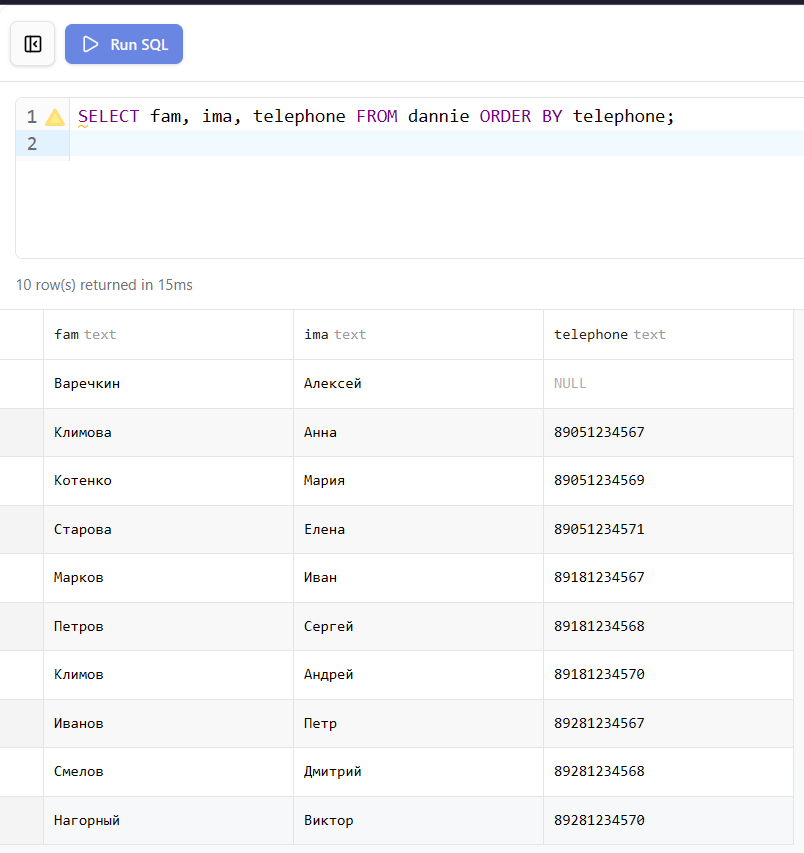 Run SQL
1 SELECT fam, ima, telephone FROM dannie ORDER BY telephone;
2
10 row(s) returned in 15ms
fam text ima text telephone text
Варечкин Алексей NULL
Климова Анна 89051234567
Котенко Мария 89051234569
Старова Елена 89051234571
Марков Иван 89181234567
Петров Сергей 89181234568
Климов Андрей 89181234570
Иванов Петр 89281234567
Смелов Дмитрий 89281234568
Нагорный Виктор 89281234570